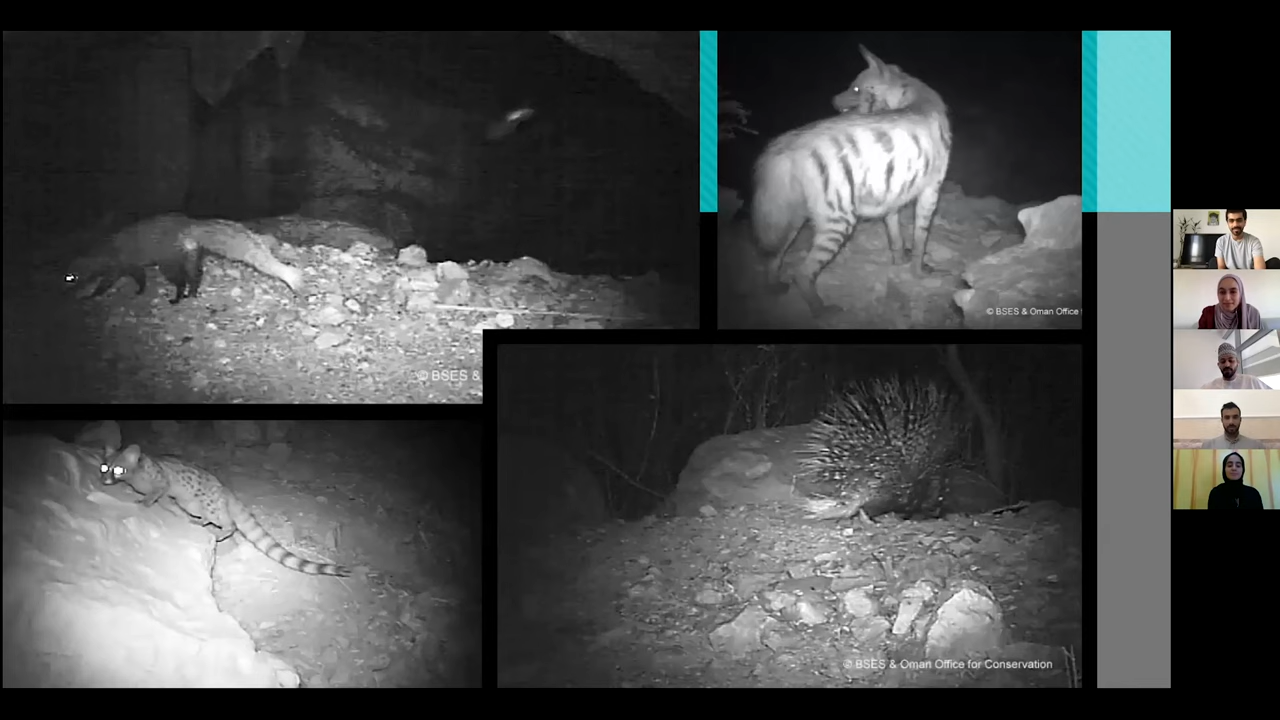 © BSES & Oman Office
© BSES &
© BSES & Oman Office for Conservation